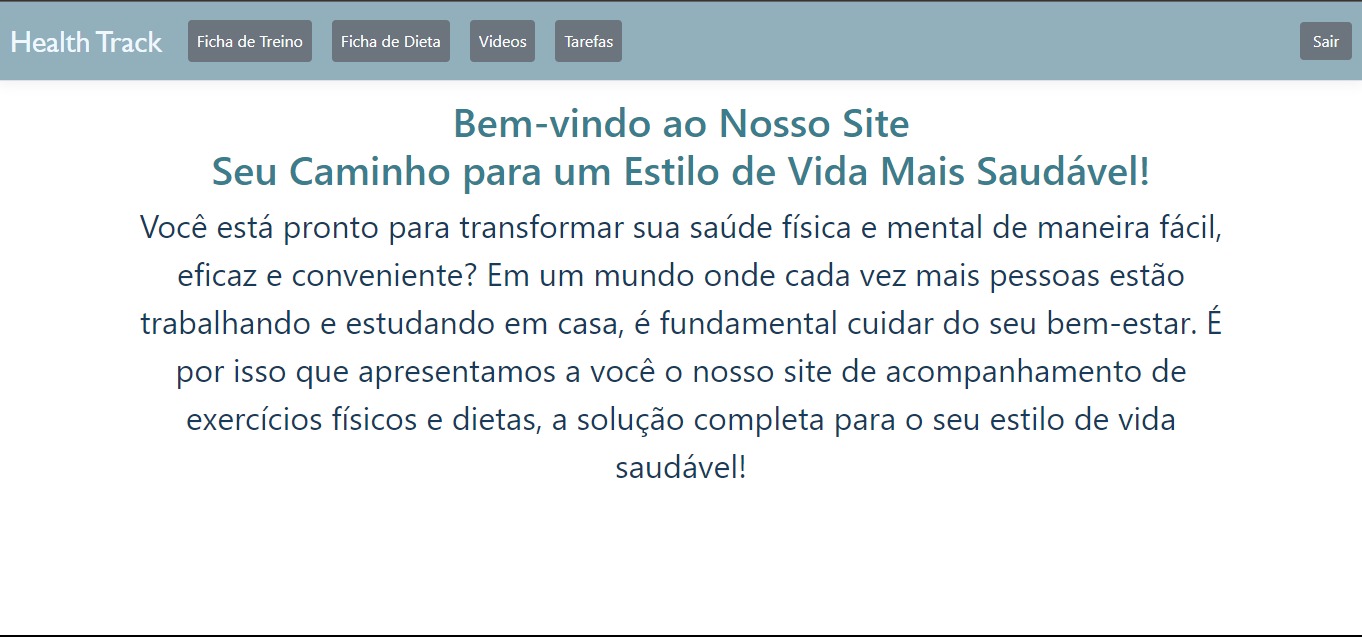 Health Track
Ficha de Treino
Ficha de Dieta
Videos
Tarefas
Sair
Bem-vindo ao Nosso Site
Seu Caminho para um Estilo de Vida Mais Saudável!
Você está pronto para transformar sua saúde física e mental de maneira fácil,
eficaz e conveniente? Em um mundo onde cada vez mais pessoas estão
trabalhando e estudando em casa, é fundamental cuidar do seu bem-estar. É
por isso que apresentamos a você o nosso site de acompanhamento de
exercícios físicos e dietas, a solução completa para o seu estilo de vida
saudável!